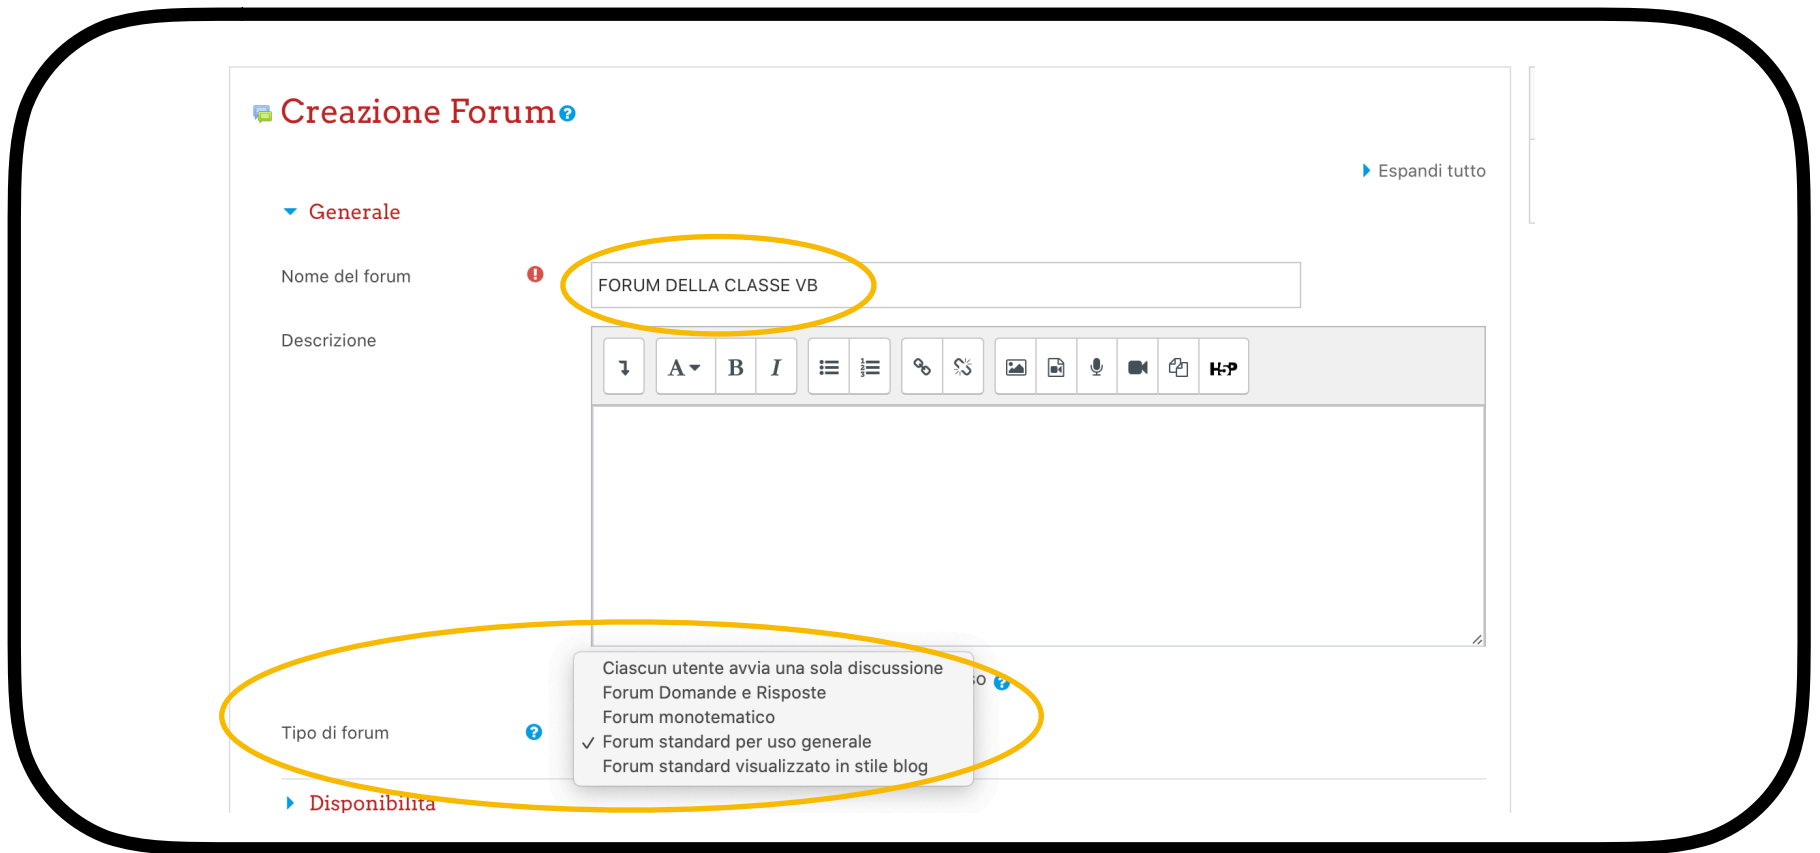 Creazione Forum
Espandi tutto
Generale
Nome del forum
FORUM DELLA CLASSE VB
Descrizione
A B I H5P
Ciascun utente avvia una sola discussione
so
Forum Domande e Risposte
Forum monotematico
Tipo di forum
✓ Forum standard per uso generale
Forum standard visualizzato in stile blog
Disponibilità